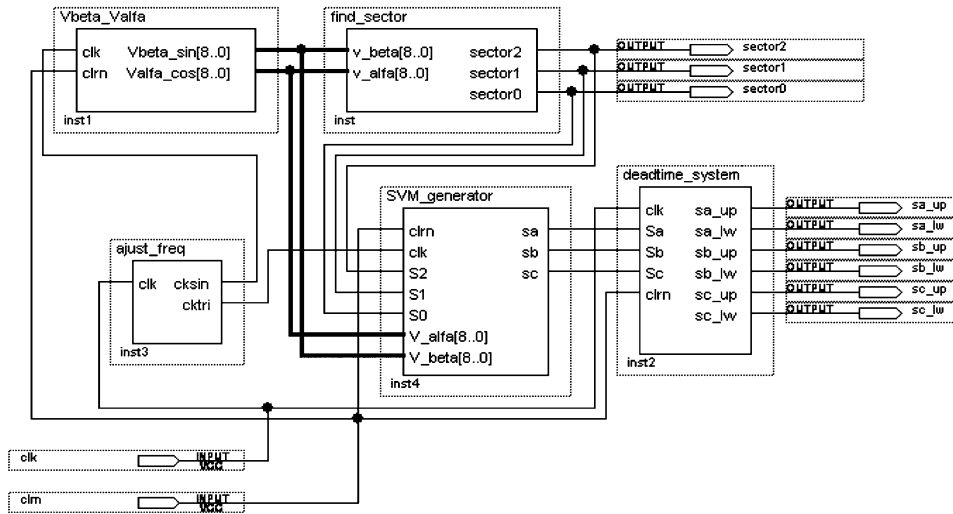 Vbeta_Valfa
clk Vbeta_sin[8..0]
clrn Valfa_cos[8..0]
inst1
find_sector
v_beta[8..0] sector2
v_alfa[8..0] sector1
sector0
inst
OUTPUT sector2
OUTPUT sector1
OUTPUT sector0
ajust_freq
clk cksin
cktri
inst3
SVM_generator
clrn sa
clk sb
S2 sc
S1
S0
V_alfa[8..0]
V_beta[8..0]
inst4
deadtime_system
clk sa_up
Sa sa_lw
Sb sb_up
Sc sb_lw
clrn sc_up
sc_lw
inst2
OUTPUT sa_up
OUTPUT sa_lw
OUTPUT sb_up
OUTPUT sb_lw
OUTPUT sc_up
OUTPUT sc_lw
clk INPUT
VCC
clrn INPUT
VCC